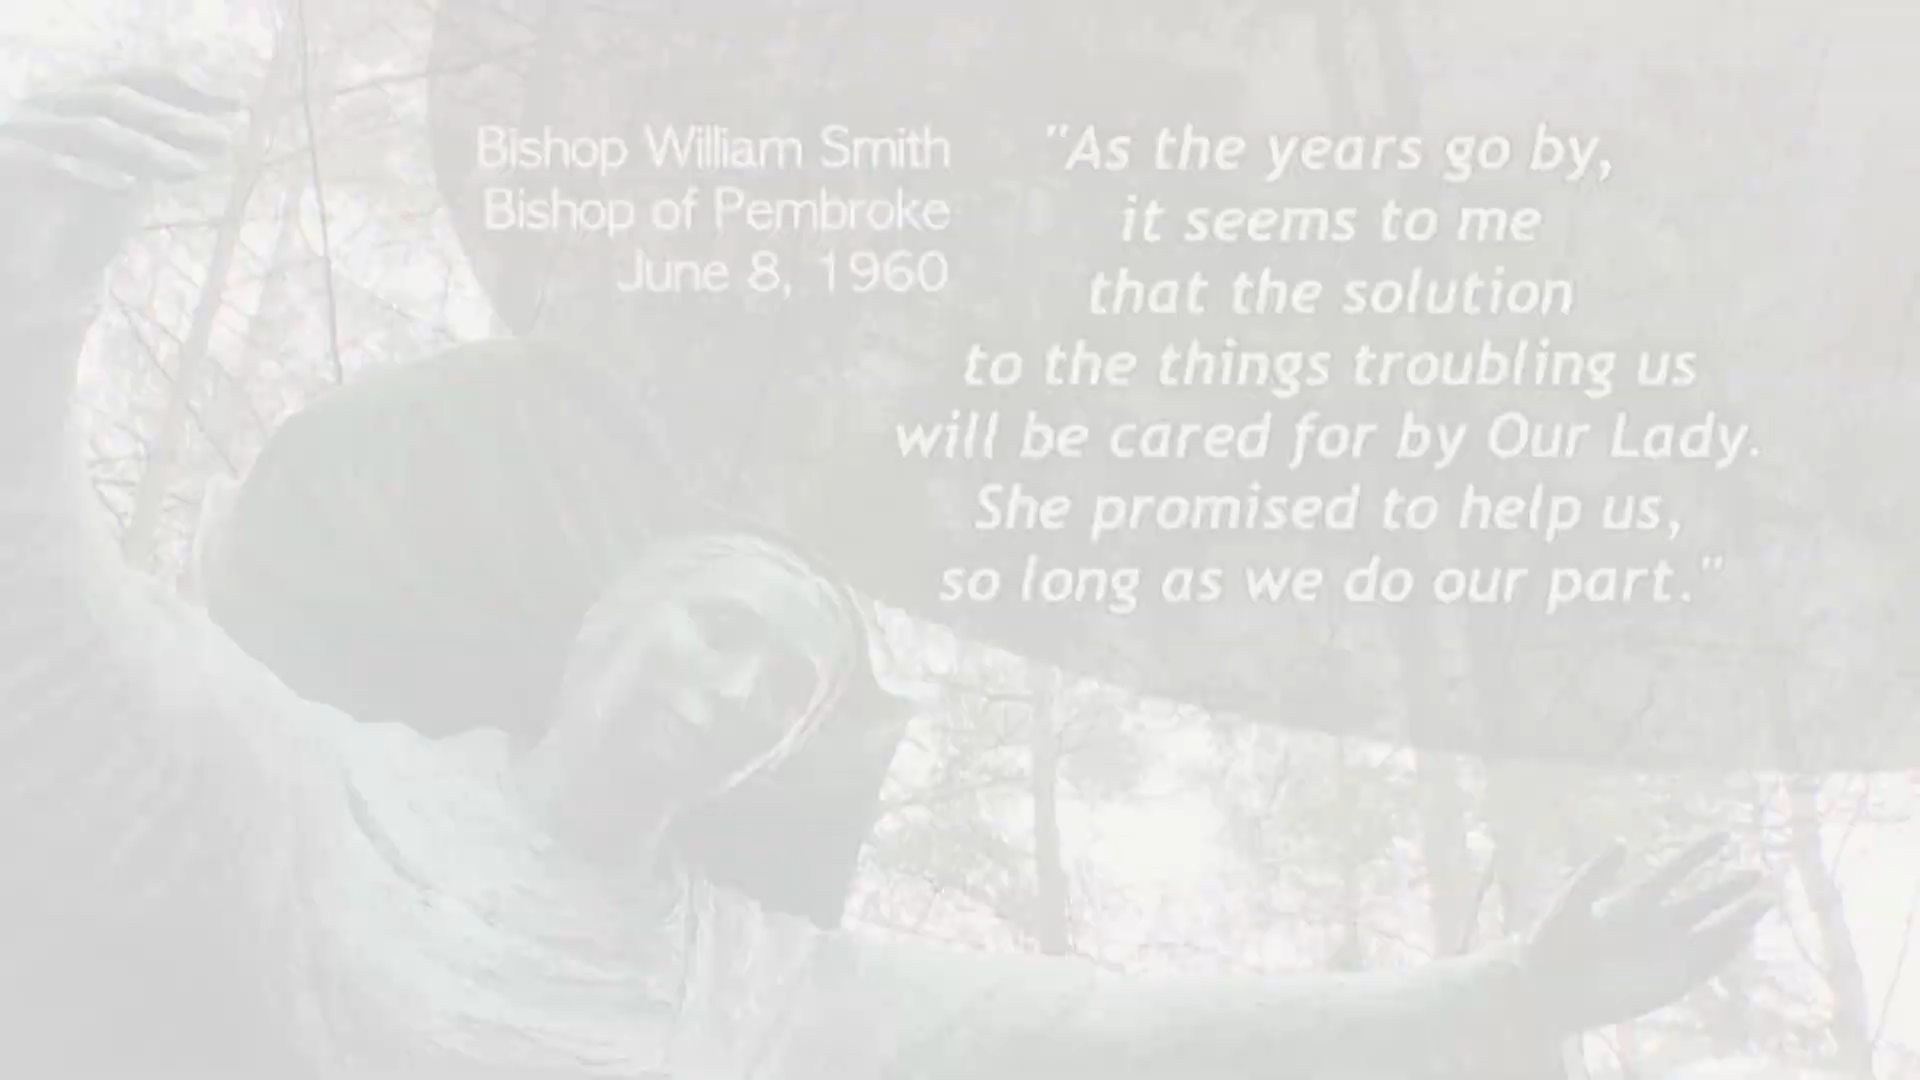 Bishop William Smith
Bishop of Pembroke
June 8, 1960
"As the years go by,
it seems to me
that the solution
to the things troubling us
will be cared for by Our Lady.
She promised to help us,
so long as we do our part."